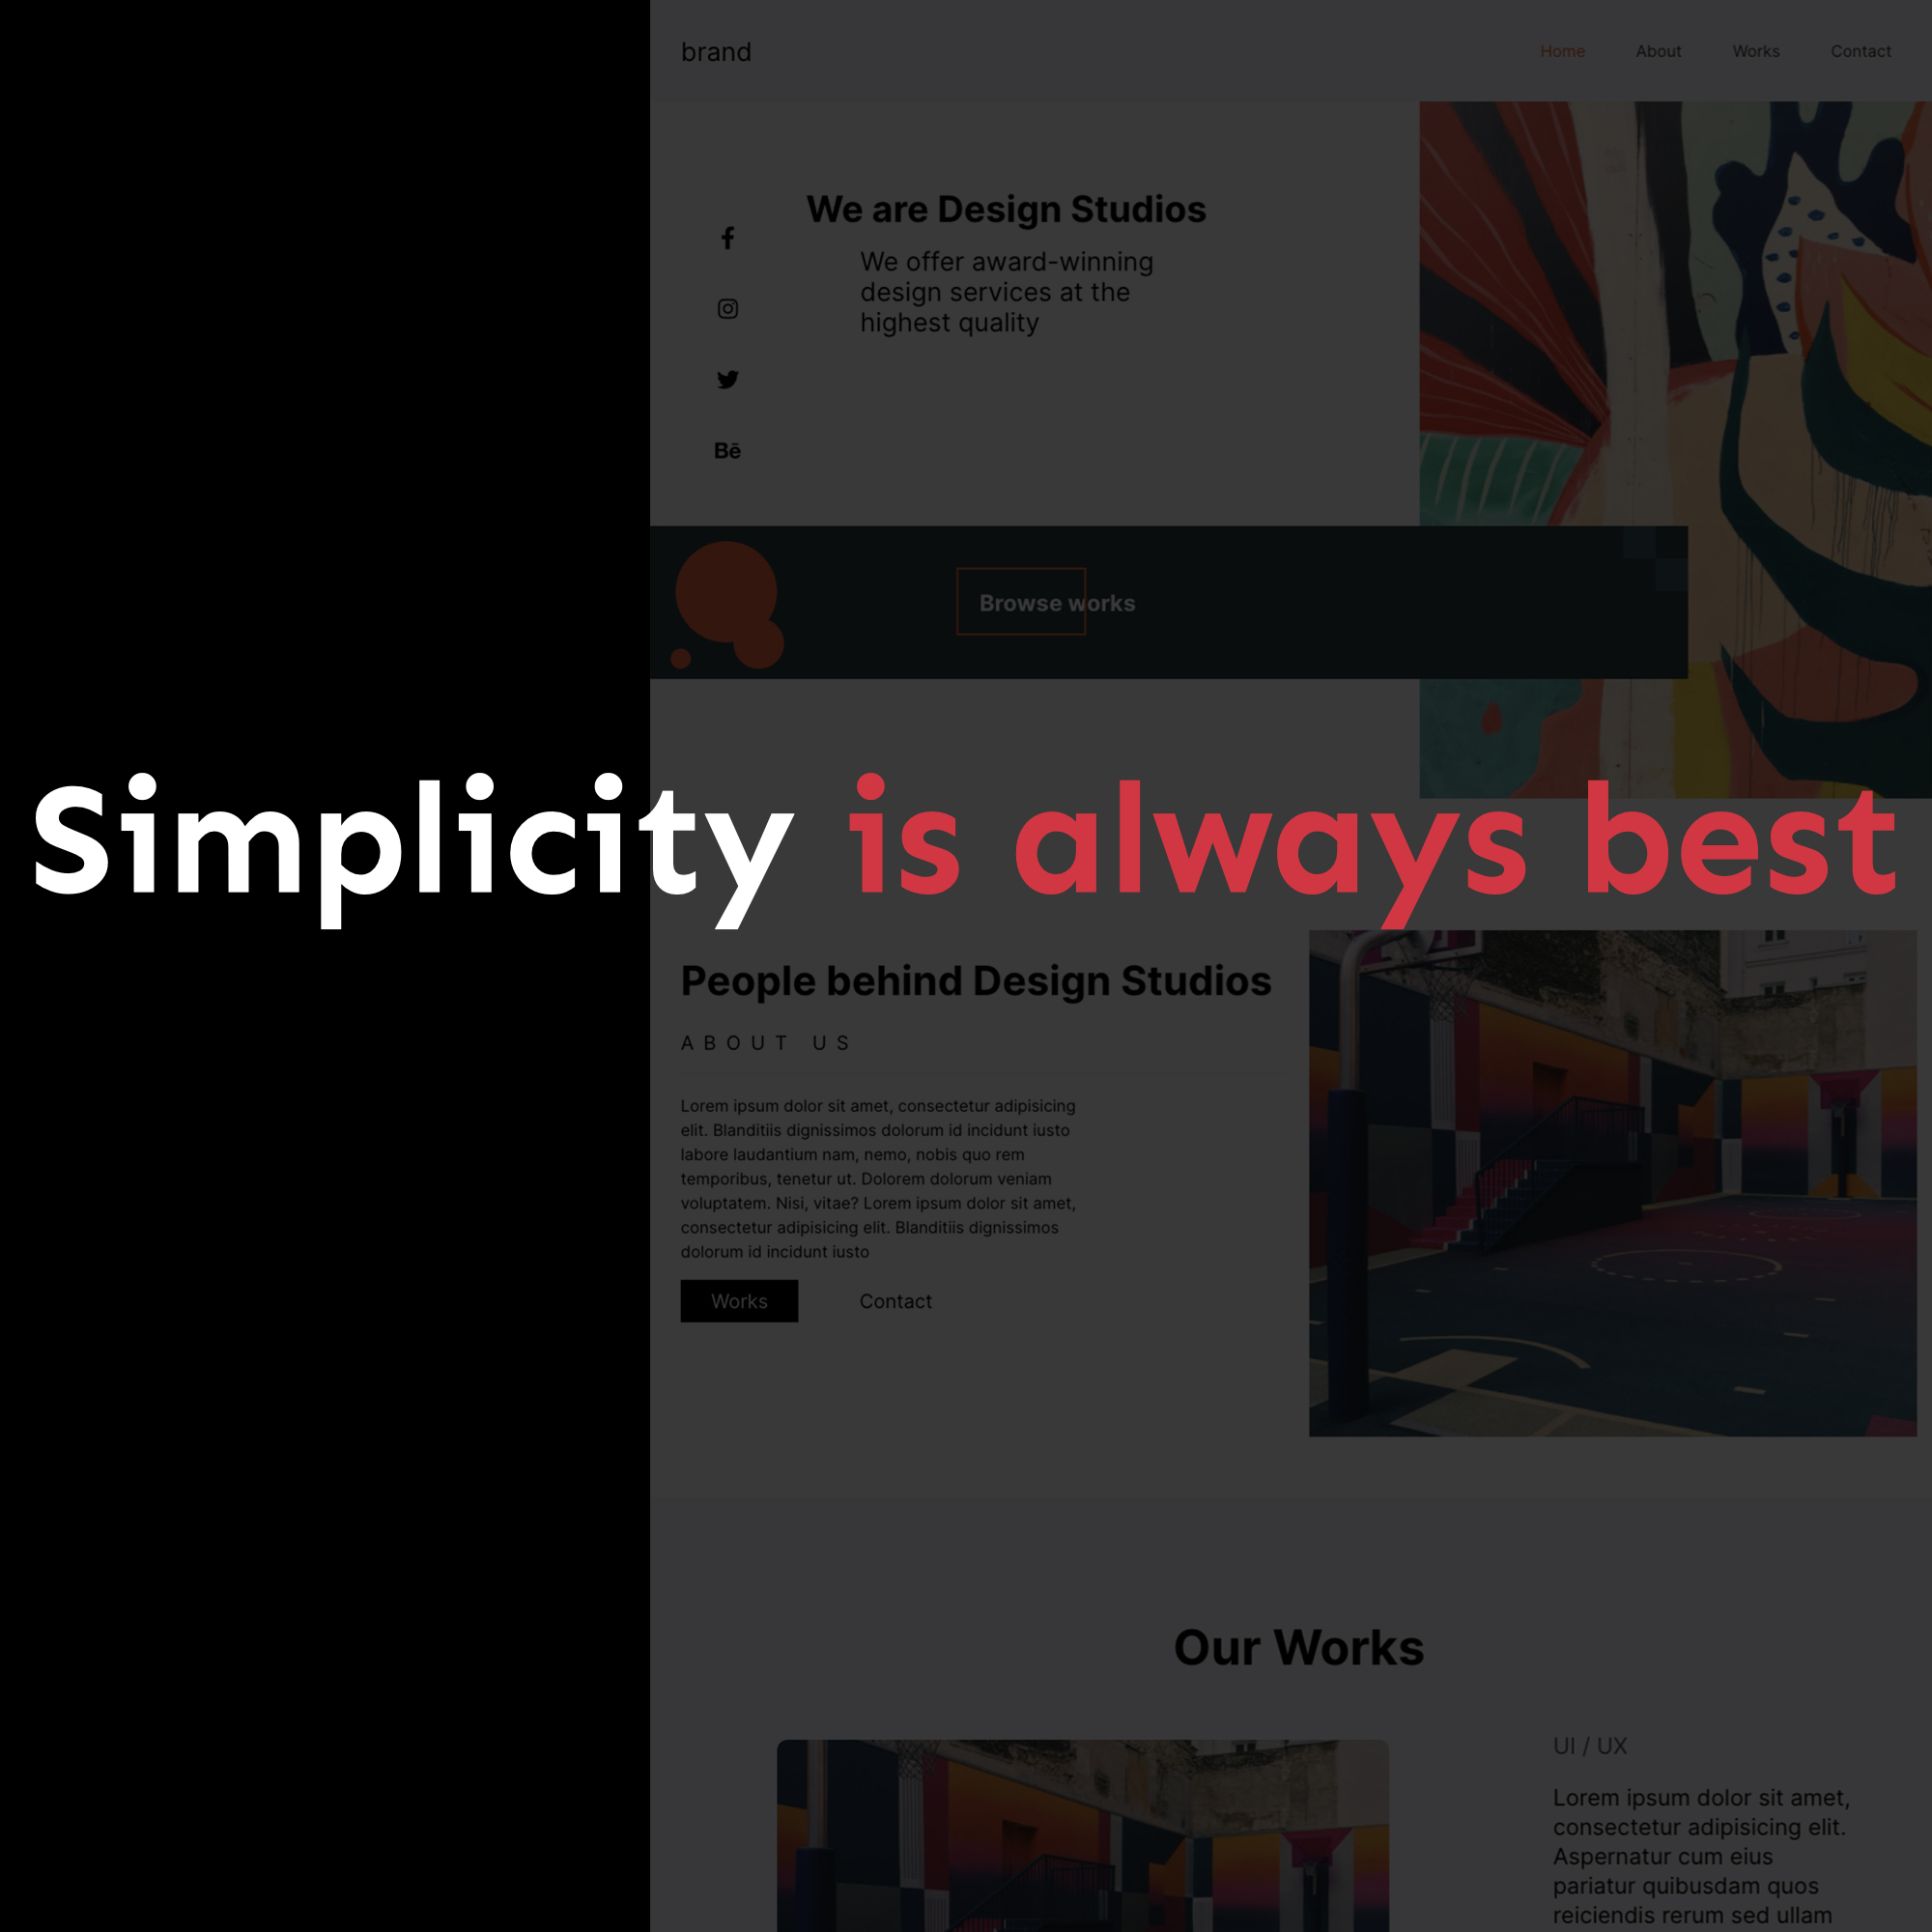 brand
Home About Works Contact
We are Design Studios
We offer award-winning
design services at the
highest quality
Bē
Browse works
Simplicity is always best
People behind Design Studios
ABOUT US
Lorem ipsum dolor sit amet, consectetur adipisicing
elit. Blanditiis dignissimos dolorum id incidunt iusto
labore laudantium nam, nemo, nobis quo rem
temporibus, tenetur ut. Dolorem dolorum veniam
voluptatem. Nisi, vitae? Lorem ipsum dolor sit amet,
consectetur adipisicing elit. Blanditiis dignissimos
dolorum id incidunt iusto
Works Contact
Our Works
UI / UX
Lorem ipsum dolor sit amet,
consectetur adipisicing elit.
Aspernatur cum eius
pariatur quibusdam quos
reiciendis rerum sed ullam